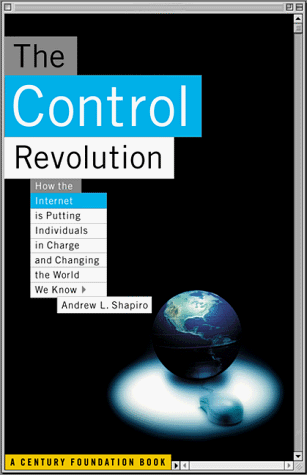 The
Control
Revolution
How the
Internet
is Putting
Individuals
in Charge
and Changing
the World
We Know
Andrew L. Shapiro
A CENTURY FOUNDATION BOOK